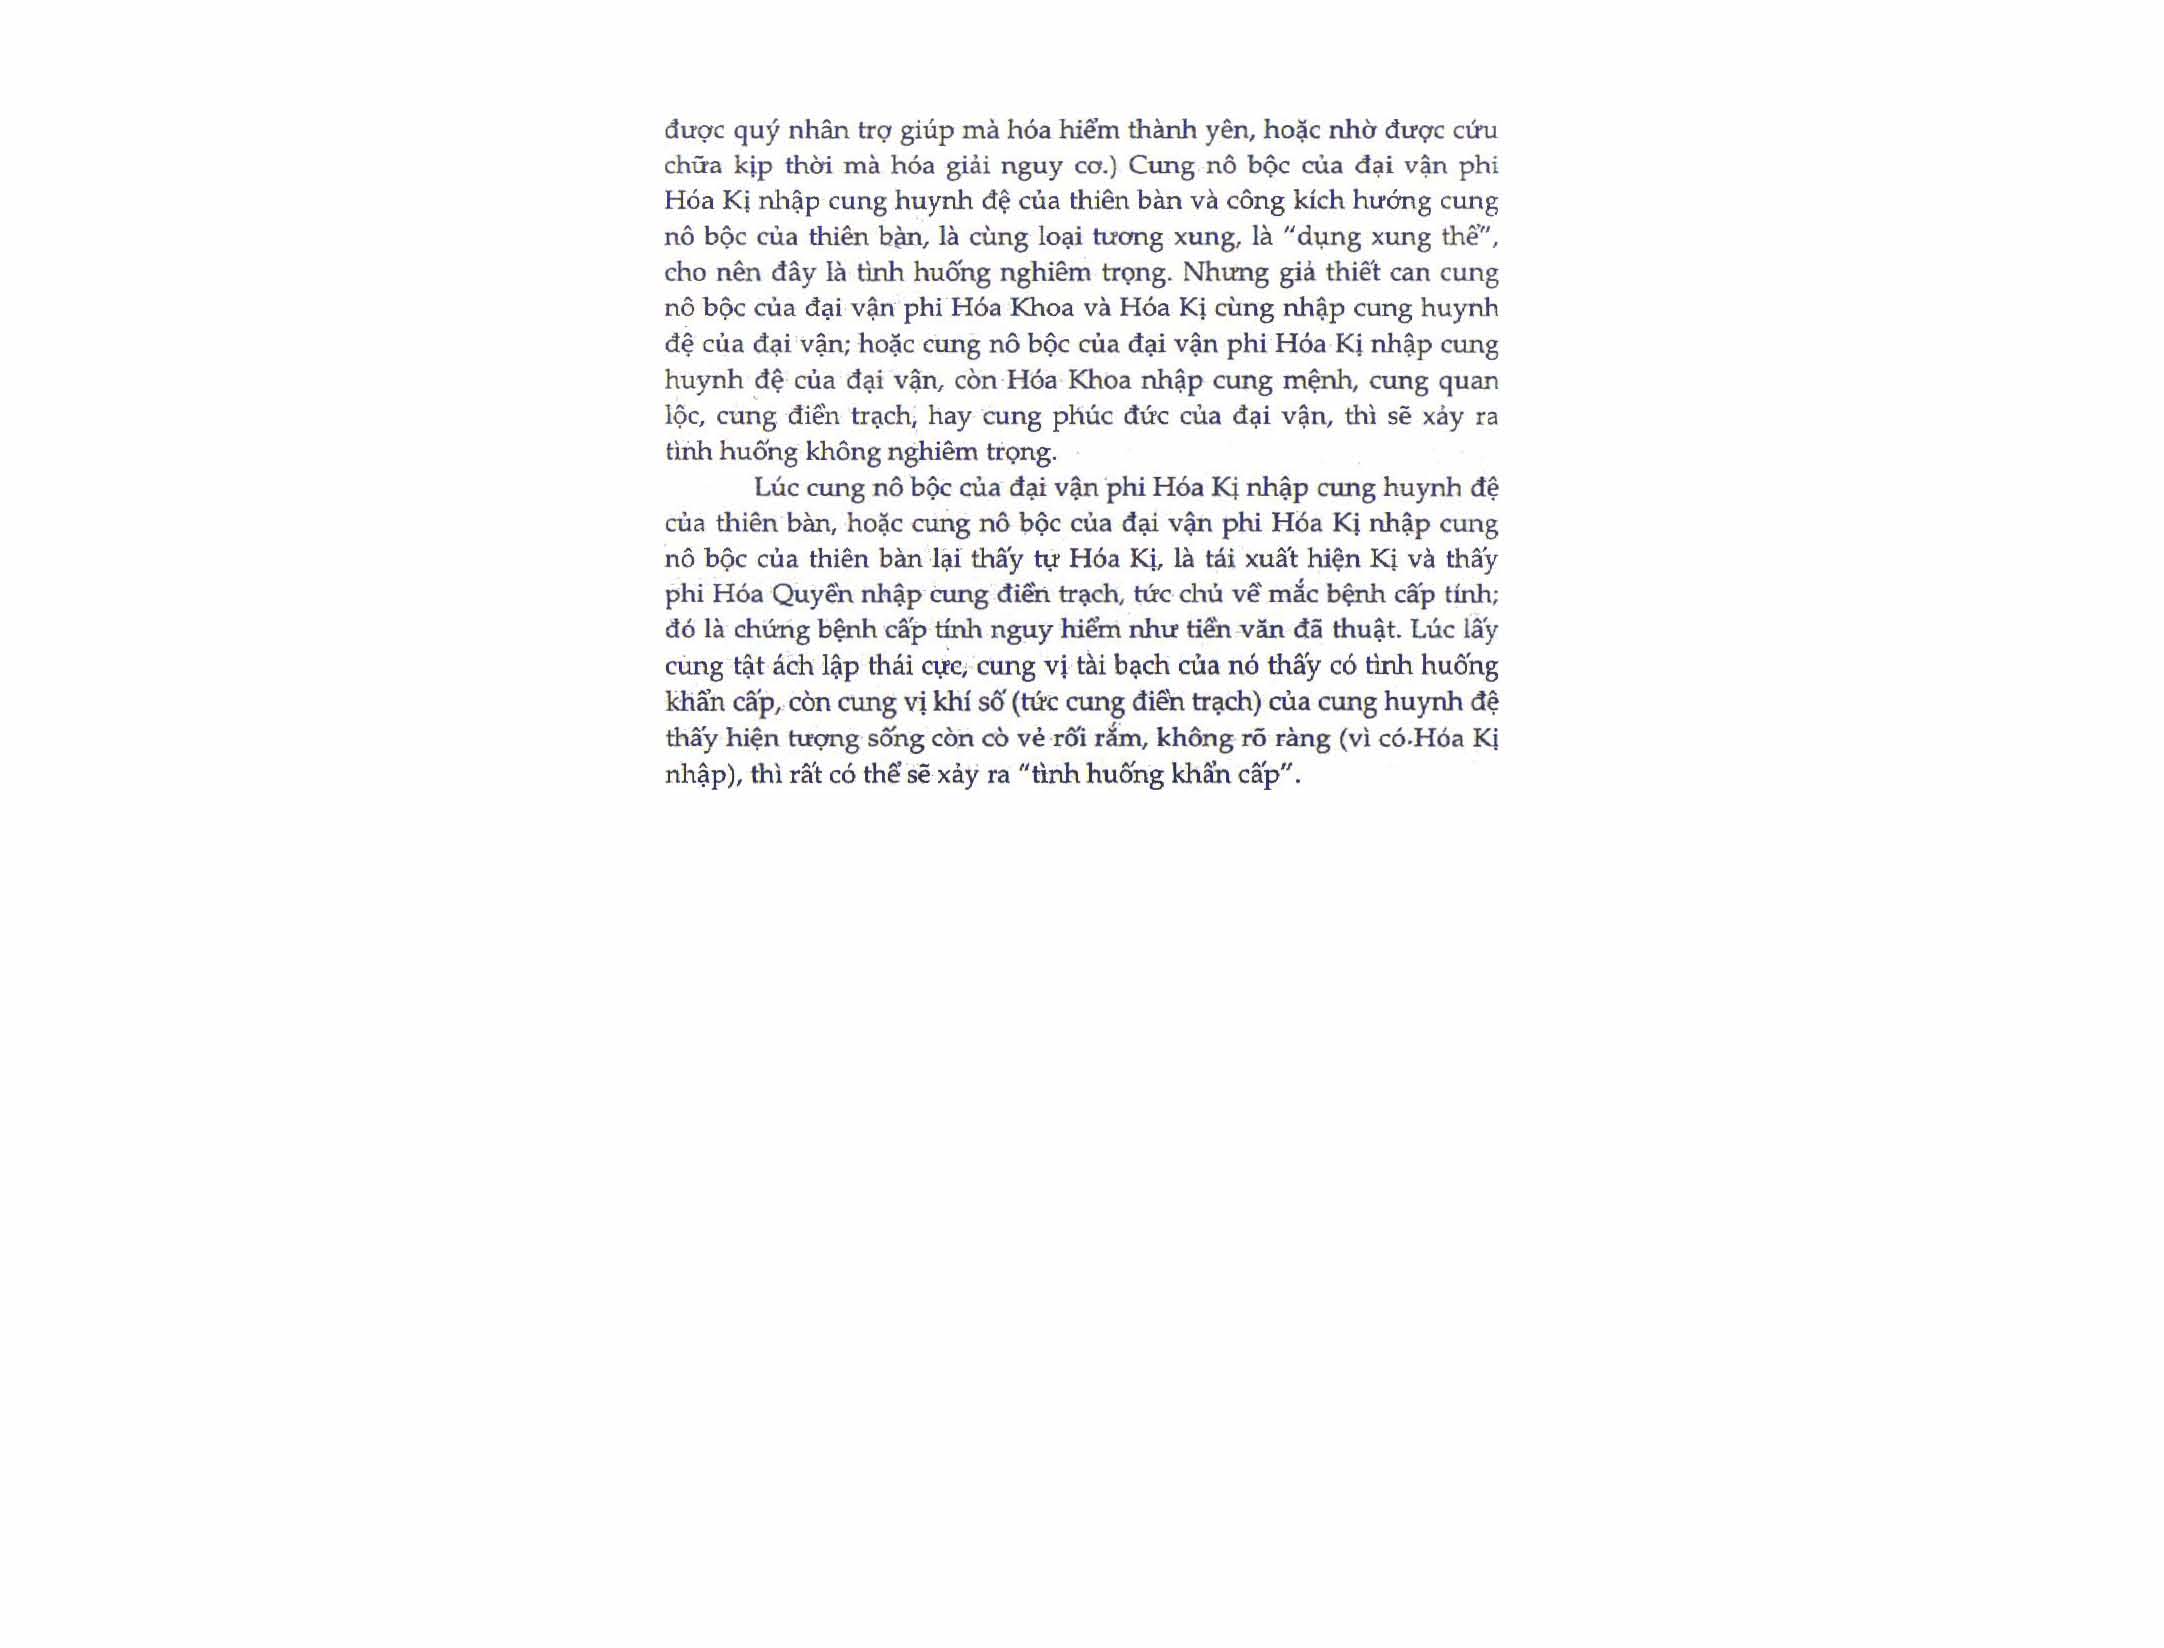 được quý nhân trợ giúp mà hóa hiểm thành yên, hoặc nhờ được cứu
chữa kịp thời mà hóa giải nguy cơ.) Cung nô bộc của đại vận phi
Hóa Kị nhập cung huynh đệ của thiên bàn và công kích hướng cung
nô bộc của thiên bàn, là cùng loại tương xung, là "dụng xung thể",
cho nên đây là tình huống nghiêm trọng. Nhưng giả thiết can cung
nô bộc của đại vận phi Hóa Khoa và Hóa Kị cùng nhập cung huynh
đệ của đại vận; hoặc cung nô bộc của đại vận phi Hóa Kị nhập cung
huynh đệ của đại vận, còn Hóa Khoa nhập cung mệnh, cung quan
lộc, cung điền trạch, hay cung phúc đức của đại vận, thì sẽ xảy ra
tình huống không nghiêm trọng.
Lúc cung nô bộc của đại vận phi Hóa Kị nhập cung huynh đệ
của thiên bàn, hoặc cung nô bộc của đại vận phi Hóa Kị nhập cung
nô bộc của thiên bàn lại thấy tự Hóa Kị, là tái xuất hiện Kị và thấy
phi Hóa Quyền nhập cung điền trạch, tức chủ về mắc bệnh cấp tính;
đó là chứng bệnh cấp tính nguy hiểm như tiền văn đã thuật. Lúc lấy
cung tật ách lập thái cực, cung vị tài bạch của nó thấy có tình huống
khẩn cấp, còn cung vị khí số (tức cung điền trạch) của cung huynh đệ
thấy hiện tượng sống còn cò vẻ rối rắm, không rõ ràng (vì có Hóa Kị
nhập), thì rất có thể sẽ xảy ra "tình huống khẩn cấp".